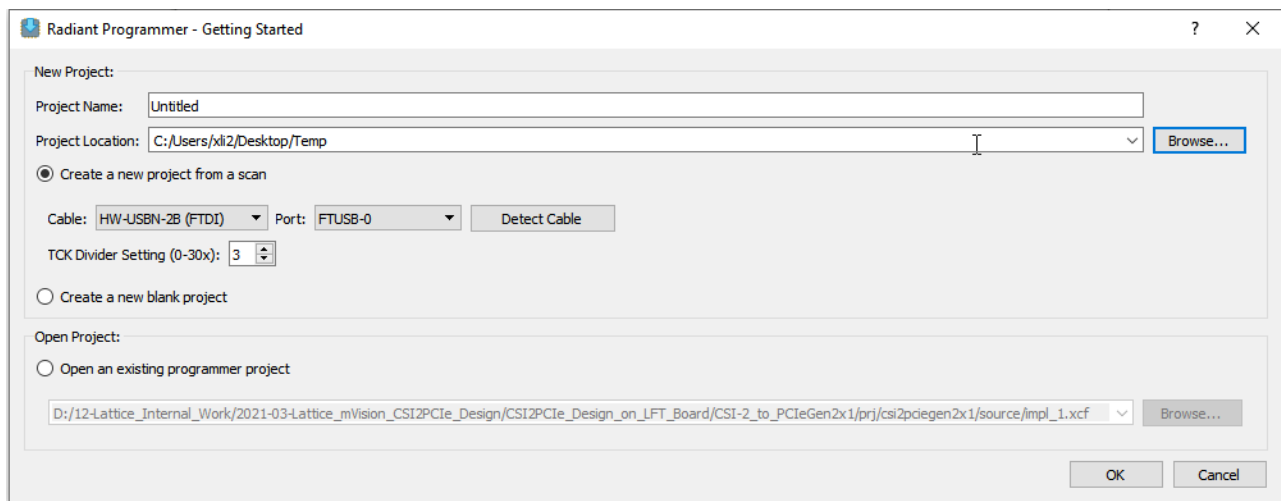 Radiant Programmer - Getting Started
New Project:
Project Name: Untitled
Project Location: C:/Users/xli2/Desktop/Temp Browse...
Create a new project from a scan
Cable: HW-USBN-2B (FTDI) Port: FTUSB-0 Detect Cable
TCK Divider Setting (0-30x): 3
Create a new blank project
Open Project:
Open an existing programmer project
D:/12-Lattice_Internal_Work/2021-03-Lattice_mVision_CSI2PCIe_Design/CSI2PCIe_Design_on_LFT_Board/CSI-2_to_PCIeGen2x1/prj/csi2pciegen2x1/source/impl_1.xcf Browse...
OK Cancel